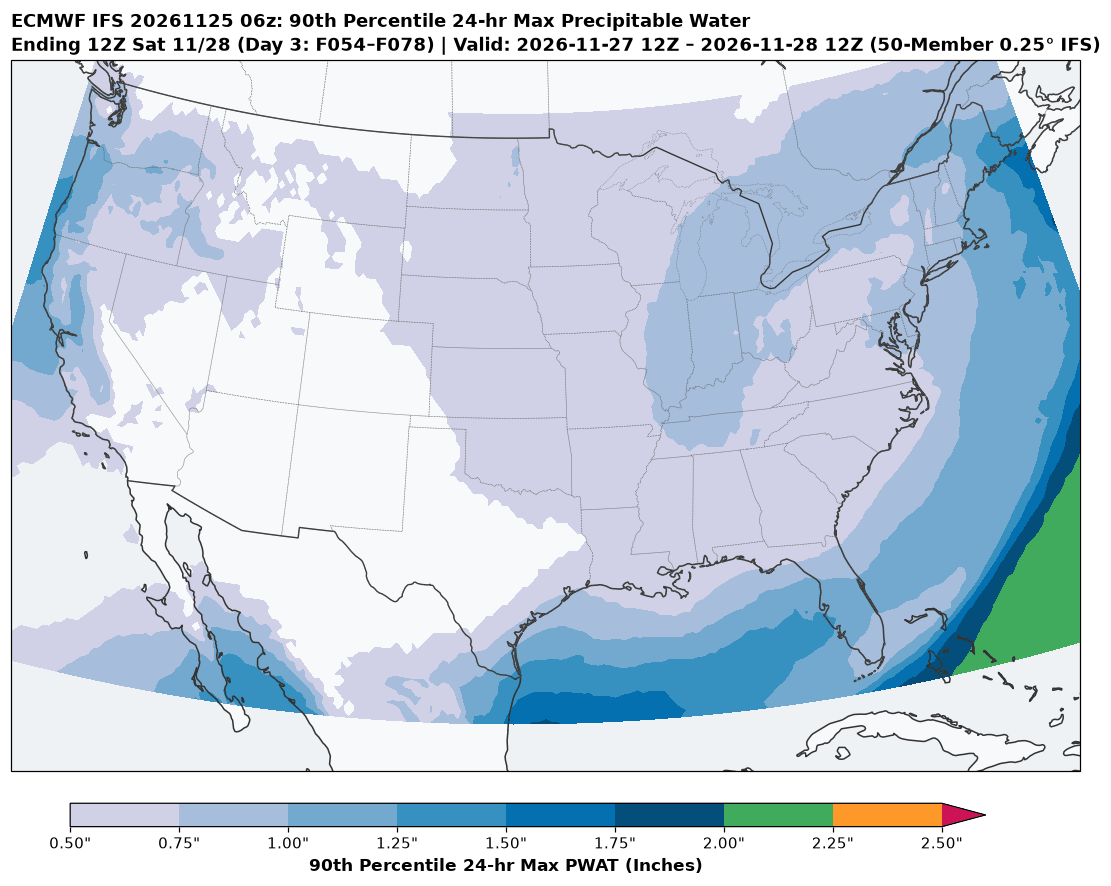 ECMWF IFS 20261125 06z: 90th Percentile 24-hr Max Precipitable Water
Ending 12Z Sat 11/28 (Day 3: F054–F078) | Valid: 2026-11-27 12Z – 2026-11-28 12Z (50-Member 0.25° IFS)
0.50" 0.75" 1.00" 1.25" 1.50" 1.75" 2.00" 2.25" 2.50"
90th Percentile 24-hr Max PWAT (Inches)